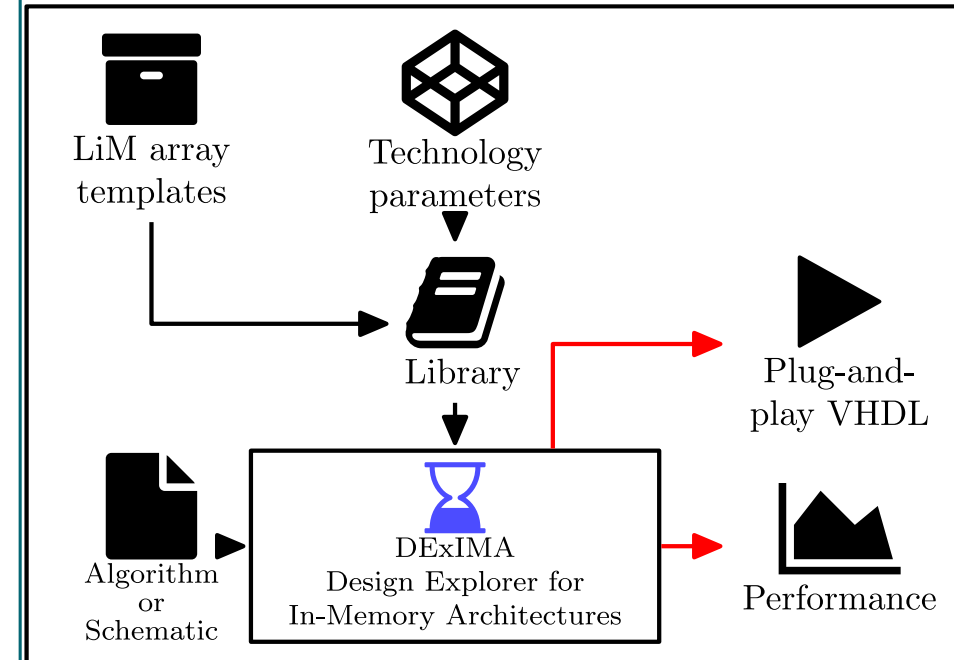 LiM array
templates
Technology
parameters
Library
Plug-and-
play VHDL
Algorithm
or
Schematic
DExIMA
Design Explorer for
In-Memory Architectures
Performance